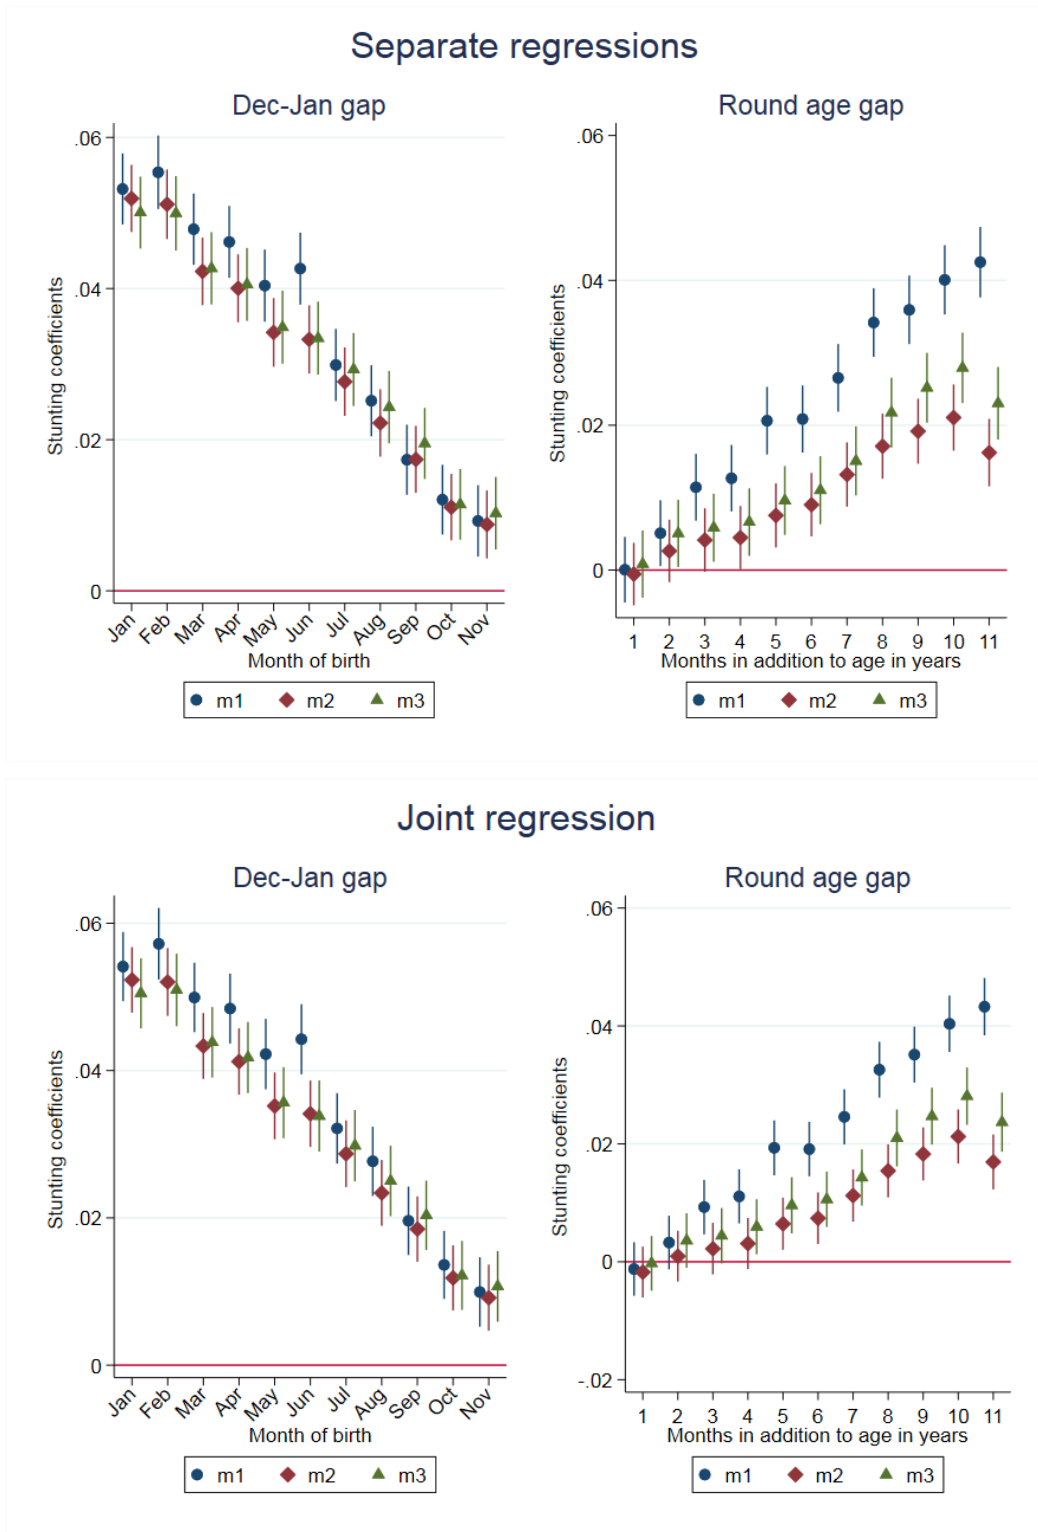 Separate regressions
Dec-Jan gap
Round age gap
Stunting coefficients
.06
.04
.02
0
Jan Feb Mar Apr May Jun Jul Aug Sep Oct Nov
Month of birth
m1 m2 m3
Stunting coefficients
.06
.04
.02
0
1 2 3 4 5 6 7 8 9 10 11
Months in addition to age in years
m1 m2 m3
Joint regression
Dec-Jan gap
Round age gap
Stunting coefficients
.06
.04
.02
0
Jan Feb Mar Apr May Jun Jul Aug Sep Oct Nov
Month of birth
m1 m2 m3
Stunting coefficients
.06
.04
.02
0
-.02
1 2 3 4 5 6 7 8 9 10 11
Months in addition to age in years
m1 m2 m3